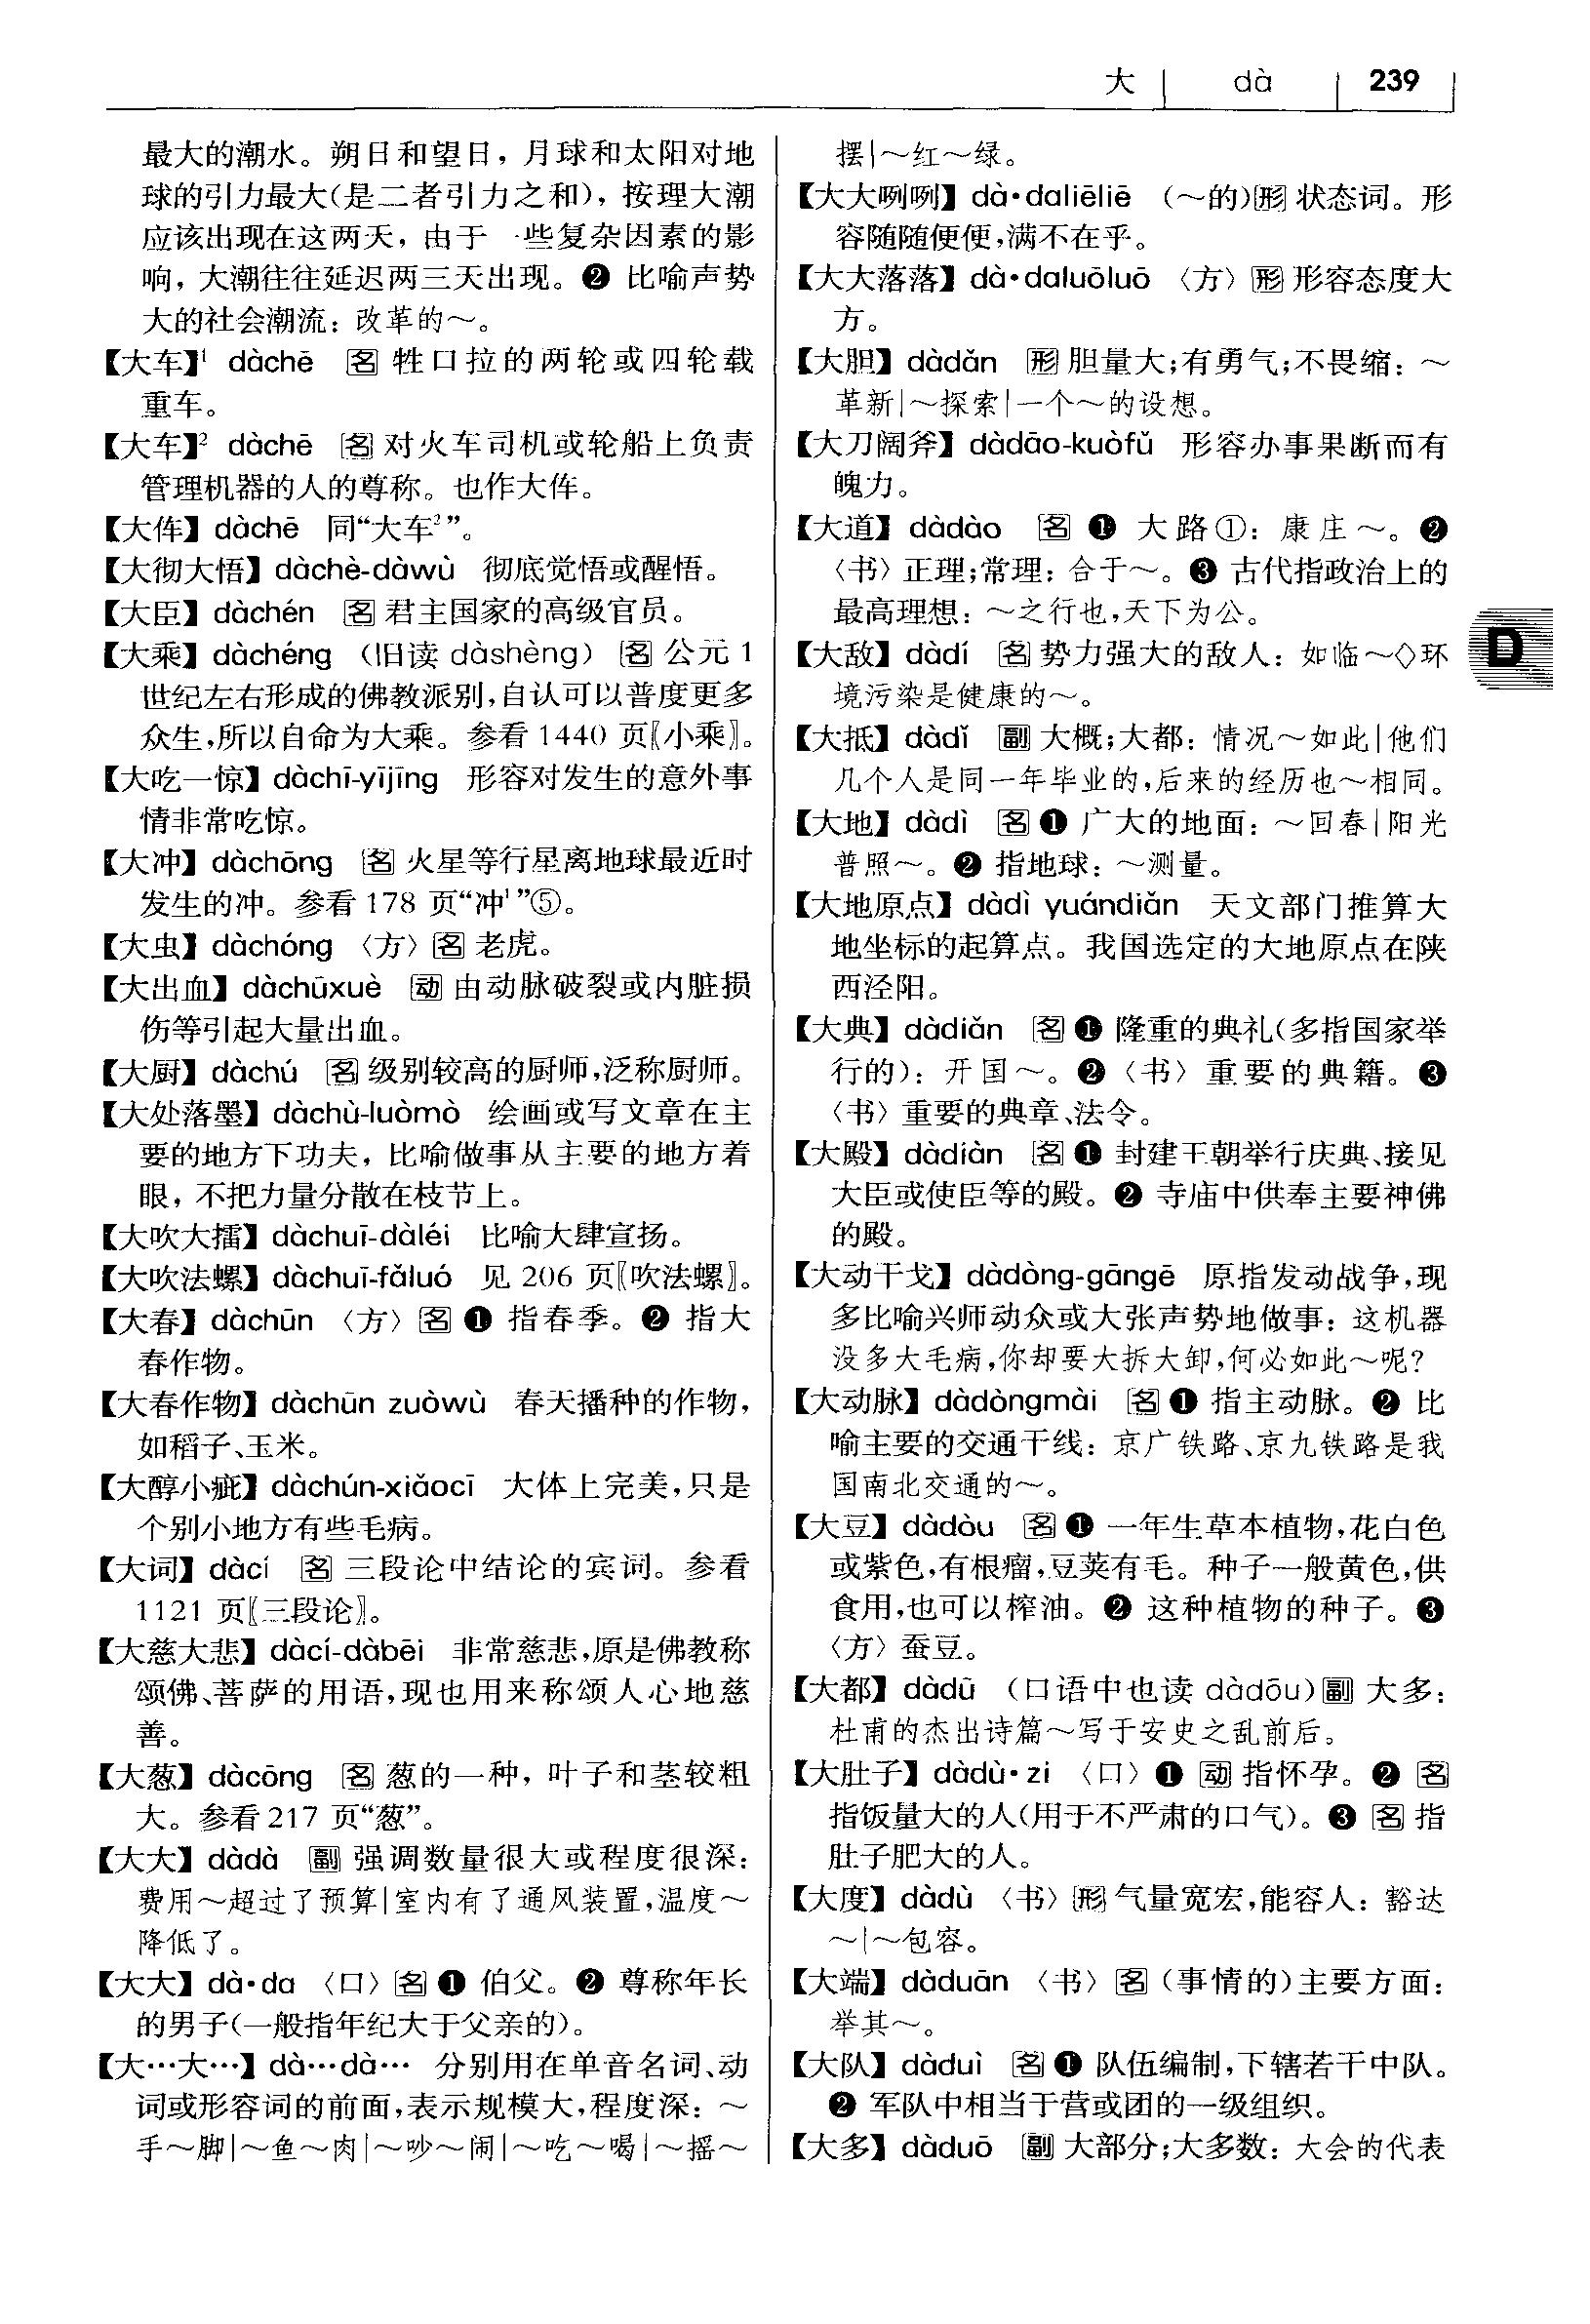 大 dà 239
最大的潮水。朔日和望日，月球和太阳对地
球的引力最大(是二者引力之和)，按理大潮
应该出现在这两天，由于一些复杂因素的影
响，大潮往往延迟两三天出现。❷ 比喻声势
大的社会潮流：改革的～。
【大车】¹ dàchē 名 牲口拉的两轮或四轮载
重车。
【大车】² dàchē 名 对火车司机或轮船上负责
管理机器的人的尊称。也作大伡。
【大伡】dàchē 同“大车²”。
【大彻大悟】dàchè-dàwù 彻底觉悟或醒悟。
【大臣】dàchén 名 君主国家的高级官员。
【大乘】dàchéng （旧读 dàshèng） 名 公元 1
世纪左右形成的佛教派别，自认可以普度更多
众生，所以自命为大乘。参看 1440 页〖小乘〗。
【大吃一惊】dàchī-yījīng 形容对发生的意外事
情非常吃惊。
【大冲】dàchōng 名 火星等行星离地球最近时
发生的冲。参看 178 页“冲¹”⑤。
【大虫】dàchóng 〈方〉名 老虎。
【大出血】dàchūxuè 动 由动脉破裂或内脏损
伤等引起大量出血。
【大厨】dàchú 名 级别较高的厨师，泛称厨师。
【大处落墨】dàchù-luòmò 绘画或写文章在主
要的地方下功夫，比喻做事从主要的地方着
眼，不把力量分散在枝节上。
【大吹大擂】dàchuī-dàléi 比喻大肆宣扬。
【大吹法螺】dàchuī-fǎluó 见 206 页〖吹法螺〗。
【大春】dàchūn 〈方〉名 ❶ 指春季。❷ 指大
春作物。
【大春作物】dàchūn zuòwù 春天播种的作物，
如稻子、玉米。
【大醇小疵】dàchún-xiǎocī 大体上完美，只是
个别小地方有些毛病。
【大词】dàcí 名 三段论中结论的宾词。参看
1121 页〖三段论〗。
【大慈大悲】dàcí-dàbēi 非常慈悲，原是佛教称
颂佛、菩萨的用语，现也用来称颂人心地慈
善。
【大葱】dàcōng 名 葱的一种，叶子和茎较粗
大。参看 217 页“葱”。
【大大】dàdà 副 强调数量很大或程度很深：
费用～超过了预算|室内有了通风装置，温度～
降低了。
【大大】dà·da 〈口〉名 ❶ 伯父。❷ 尊称年长
的男子(一般指年纪大于父亲的)。
【大…大…】dà…dà… 分别用在单音名词、动
词或形容词的前面，表示规模大，程度深：～
手～脚|～鱼～肉|～吵～闹|～吃～喝|～摇～
摆|～红～绿。
【大大咧咧】dà·dalièliē （～的）形 状态词。形
容随随便便，满不在乎。
【大大落落】dà·daluōluō 〈方〉形 形容态度大
方。
【大胆】dàdǎn 形 胆量大；有勇气；不畏缩：～
革新|～探索|一个～的设想。
【大刀阔斧】dàdāo-kuòfǔ 形容办事果断而有
魄力。
【大道】dàdào 名 ❶ 大路①：康庄～。❷
〈书〉正理；常理：合于～。❸ 古代指政治上的
最高理想：～之行也，天下为公。
【大敌】dàdí 名 势力强大的敌人：如临～◇环
境污染是健康的～。
D
【大抵】dàdǐ 副 大概；大都：情况～如此|他们
几个人是同一年毕业的，后来的经历也～相同。
【大地】dàdì 名 ❶ 广大的地面：～回春|阳光
普照～。❷ 指地球：～测量。
【大地原点】dàdì yuándiǎn 天文部门推算大
地坐标的起算点。我国选定的大地原点在陕
西泾阳。
【大典】dàdiǎn 名 ❶ 隆重的典礼(多指国家举
行的)：开国～。❷〈书〉重要的典籍。❸
〈书〉重要的典章、法令。
【大殿】dàdiàn 名 ❶ 封建王朝举行庆典、接见
大臣或使臣等的殿。❷ 寺庙中供奉主要神佛
的殿。
【大动干戈】dàdòng-gāngē 原指发动战争，现
多比喻兴师动众或大张声势地做事：这机器
没多大毛病，你却要大拆大卸，何必如此～呢？
【大动脉】dàdòngmài 名 ❶ 指主动脉。❷ 比
喻主要的交通干线：京广铁路、京九铁路是我
国南北交通的～。
【大豆】dàdòu 名 ❶ 一年生草本植物，花白色
或紫色，有根瘤，豆荚有毛。种子一般黄色，供
食用，也可以榨油。❷ 这种植物的种子。❸
〈方〉蚕豆。
【大都】dàdū （口语中也读 dàdōu）副 大多：
杜甫的杰出诗篇～写于安史之乱前后。
【大肚子】dàdù·zi 〈口〉❶ 动 指怀孕。❷ 名
指饭量大的人(用于不严肃的口气)。❸ 名 指
肚子肥大的人。
【大度】dàdù 〈书〉形 气量宽宏，能容人：豁达
～|～包容。
【大端】dàduān 〈书〉名（事情的）主要方面：
举其～。
【大队】dàduì 名 ❶ 队伍编制，下辖若干中队。
❷ 军队中相当于营或团的一级组织。
【大多】dàduō 副 大部分；大多数：大会的代表